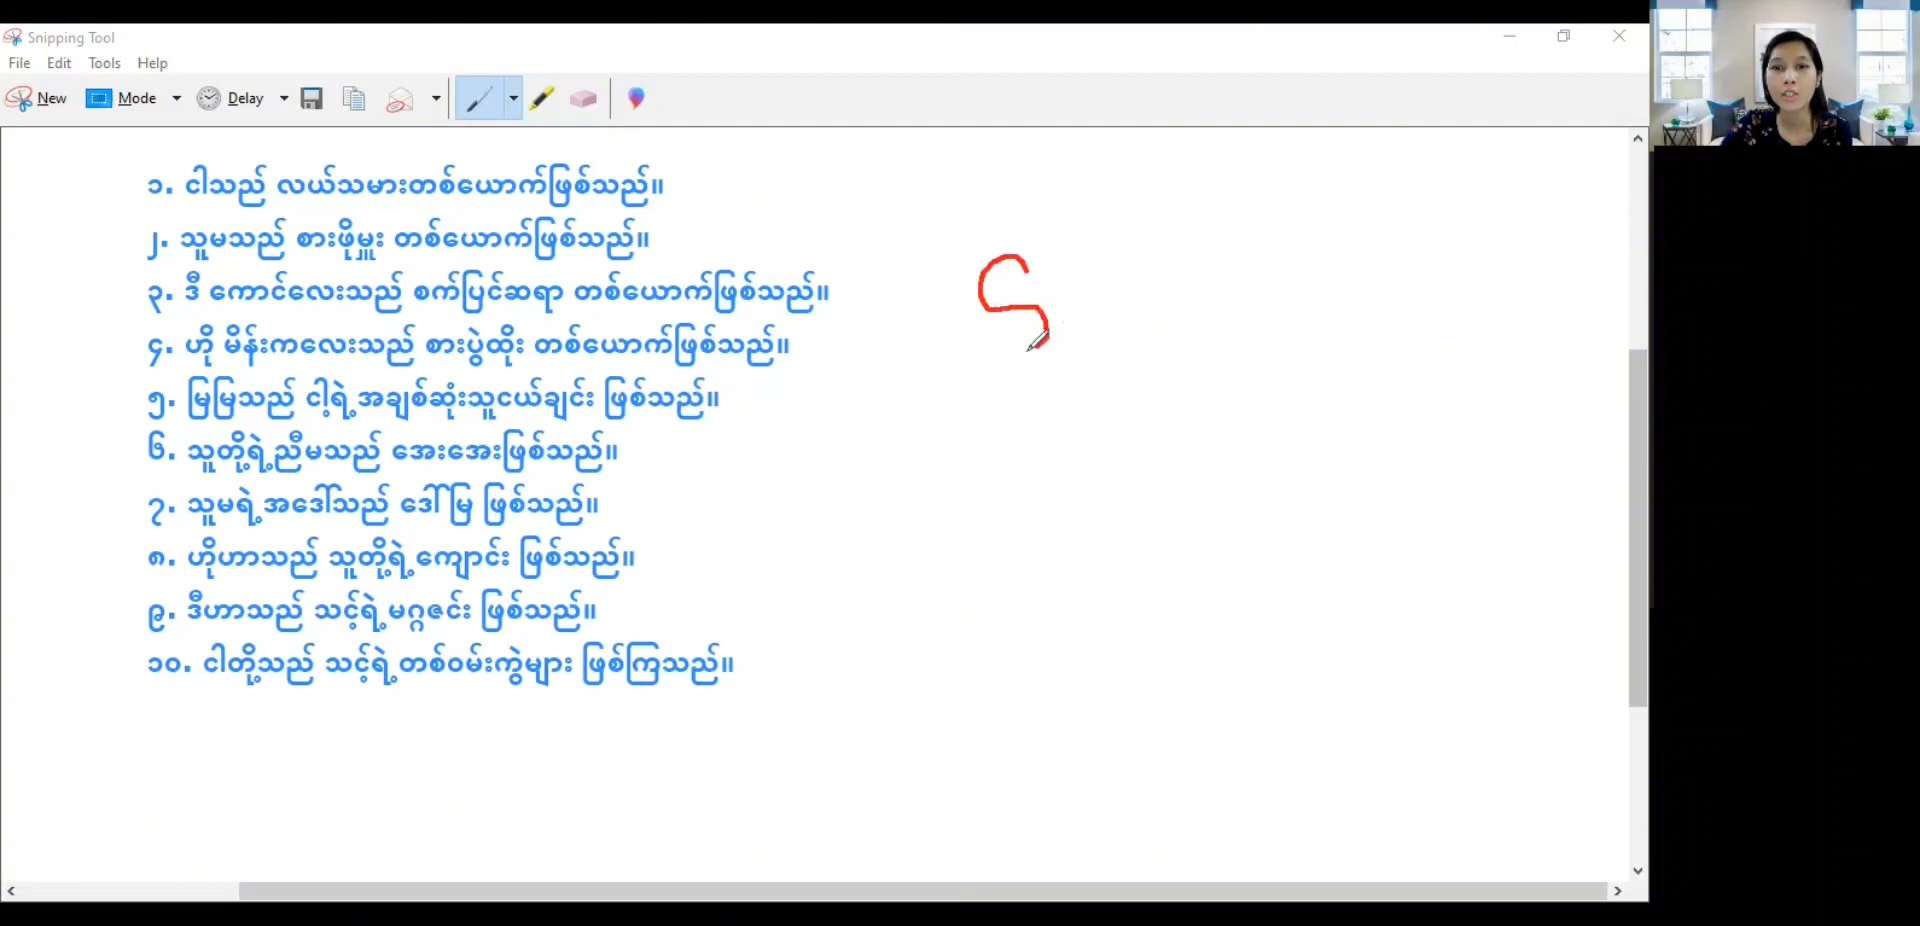 Snipping Tool
File Edit Tools Help
New Mode Delay
၁. ငါသည် လယ်သမားတစ်ယောက်ဖြစ်သည်။
၂. သူမသည် စားဖိုမှူး တစ်ယောက်ဖြစ်သည်။
၃. ဒီ ကောင်လေးသည် စက်ပြင်ဆရာ တစ်ယောက်ဖြစ်သည်။
၄. ဟို မိန်းကလေးသည် စားပွဲထိုး တစ်ယောက်ဖြစ်သည်။
၅. မြမြသည် ငါ့ရဲ့အချစ်ဆုံးသူငယ်ချင်း ဖြစ်သည်။
၆. သူတို့ရဲ့ညီမသည် အေးအေးဖြစ်သည်။
၇. သူမရဲ့အဒေါ်သည် ဒေါ်မြ ဖြစ်သည်။
၈. ဟိုဟာသည် သူတို့ရဲ့ကျောင်း ဖြစ်သည်။
၉. ဒီဟာသည် သင့်ရဲ့မဂ္ဂဇင်း ဖြစ်သည်။
၁၀. ငါတို့သည် သင့်ရဲ့တစ်ဝမ်းကွဲများ ဖြစ်ကြသည်။